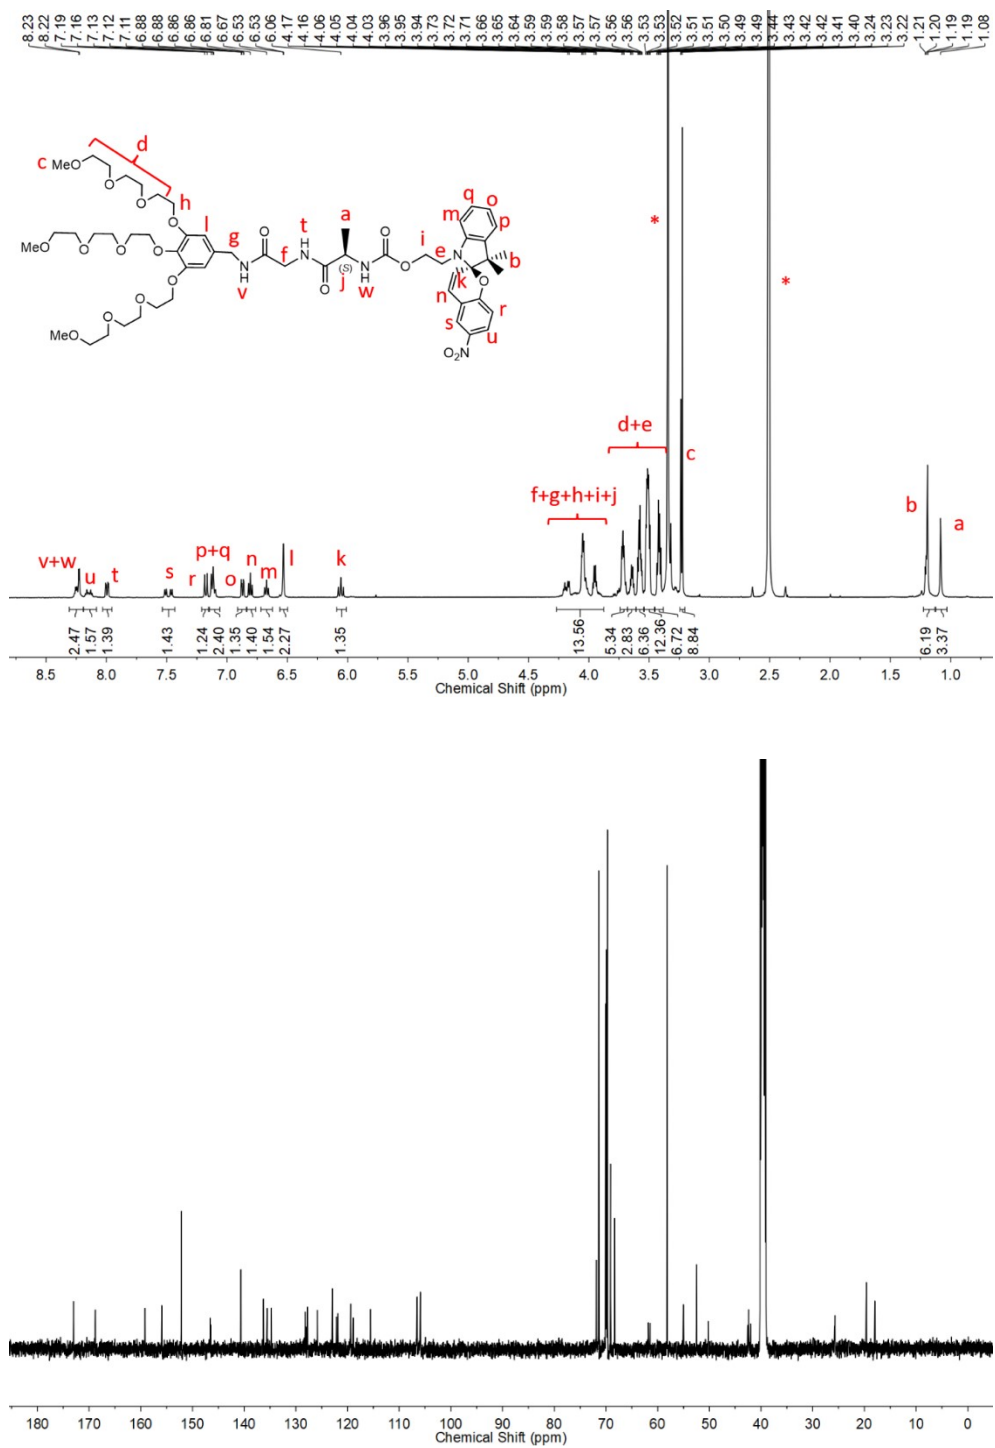 8.23 8.22 7.19 7.16 7.13 7.12 7.11 6.88 6.88 6.86 6.86 6.81 6.67 6.53 6.53 6.06 4.17 4.16 4.06 4.05 4.04 4.03 3.96 3.95 3.94 3.73 3.72 3.71 3.66 3.65 3.64 3.59 3.59 3.58 3.57 3.57 3.56 3.56 3.53 3.53 3.52 3.51 3.51 3.50 3.49 3.49 3.44 3.43 3.42 3.42 3.41 3.40 3.24 3.23 3.22 1.21 1.20 1.19 1.19 1.08
d
c MeO O O O h
l g t a i e m q o p b
MeO O O O O O N H v f H N O j (S) N H w O O N k O n r s u
MeO O O O O
O₂N NO₂
* *
d+e
c
f+g+h+i+j
b
a
v+w u t s r p+q o n m l k
2.47 1.57 1.39 1.43 1.24 2.40 1.35 1.40 1.54 2.27 1.35 13.56 5.34 2.83 6.36 12.36 6.72 8.84 6.19 3.37
8.5 8.0 7.5 7.0 6.5 6.0 5.5 5.0 4.5 4.0 3.5 3.0 2.5 2.0 1.5 1.0
Chemical Shift (ppm)
180 170 160 150 140 130 120 110 100 90 80 70 60 50 40 30 20 10 0
Chemical Shift (ppm)